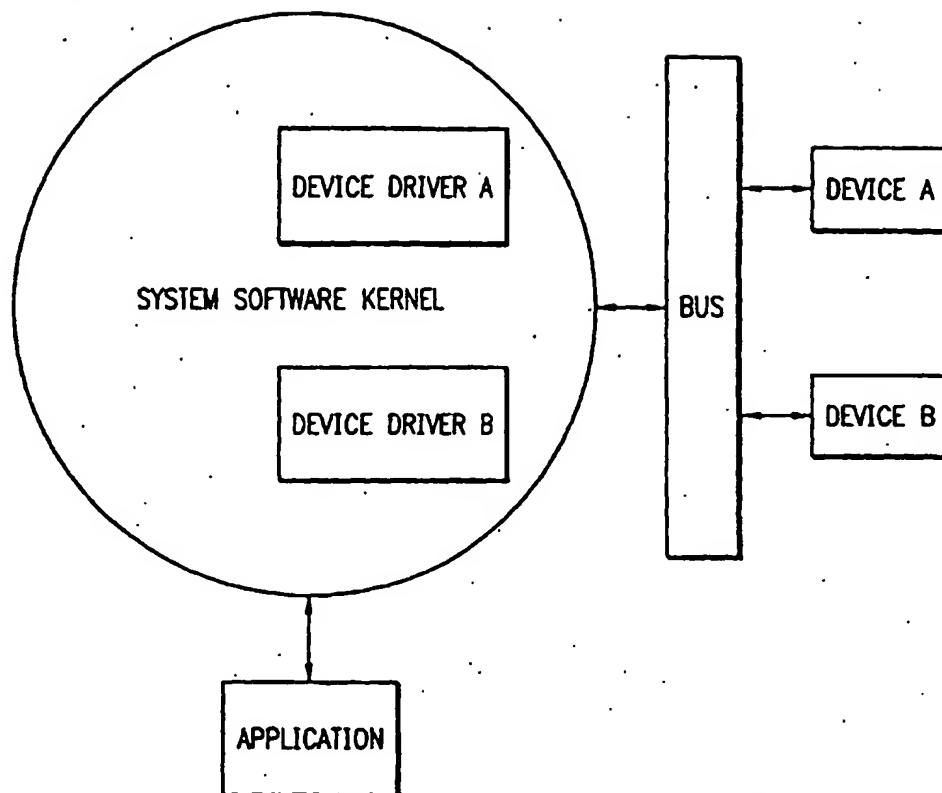 DEVICE DRIVER A
DEVICE A
SYSTEM SOFTWARE KERNEL
BUS
DEVICE DRIVER B
DEVICE B
APPLICATION